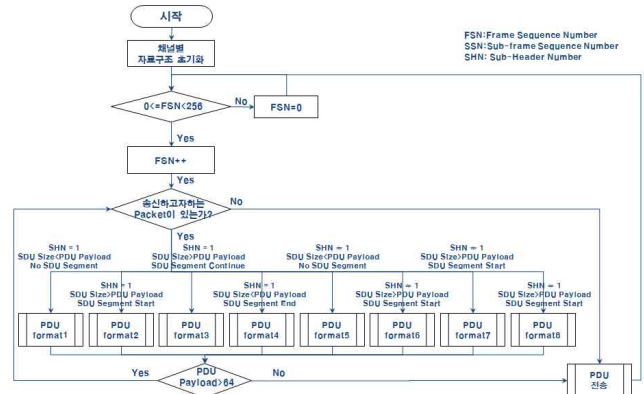 시작
FSN:Frame Sequence Number
SSN:Sub-frame Sequence Number
SHN: Sub-Header Number
채널별
자료구조 초기화
0<=FSN<256
No
FSN=0
Yes
FSN++
Yes
송신하고자하는
Packet이 있는가?
No
Yes
SHN = 1
SDU Size<PDU Payload
No SDU Segment
SHN = 1
SDU Size>PDU Payload
SDU Segment Continue
SHN = 1
SDU Size<PDU Payload
No SDU Segment
SHN = 1
SDU Size>PDU Payload
SDU Segment Start
SHN = 1
SDU Size>PDU Payload
SDU Segment Start
SHN = 1
SDU Size>PDU Payload
SDU Segment End
SHN = 1
SDU Size>PDU Payload
SDU Segment Start
SHN = 1
SDU Size>PDU Payload
SDU Segment Start
PDU
format1
PDU
format2
PDU
format3
PDU
format4
PDU
format5
PDU
format6
PDU
format7
PDU
format8
Yes
PDU
Payload>64
No
PDU
전송